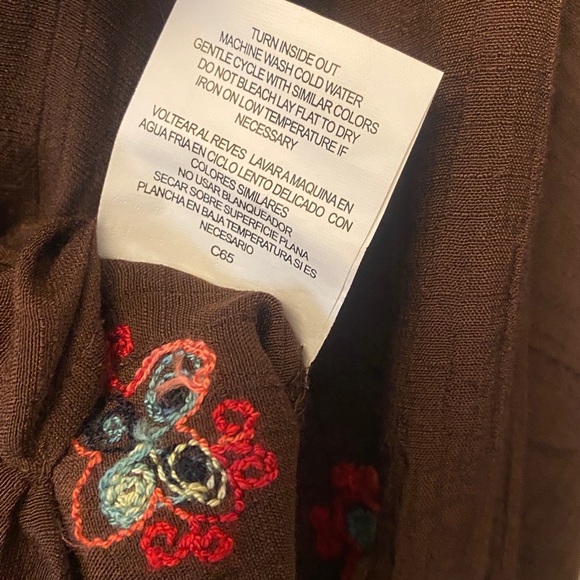 TURN INSIDE OUT
MACHINE WASH COLD WATER
GENTLE CYCLE WITH SIMILAR COLORS
DO NOT BLEACH LAY FLAT TO DRY
IRON ON LOW TEMPERATURE IF
NECESSARY
VOLTEAR AL REVES LAVAR A MAQUINA EN
AGUA FRIA EN CICLO LENTO DELICADO CON
COLORES SIMILARES
NO USAR BLANQUEADOR
SECAR SOBRE SUPERFICIE PLANA
PLANCHA EN BAJA TEMPERATURA SI ES
NECESARIO
C65